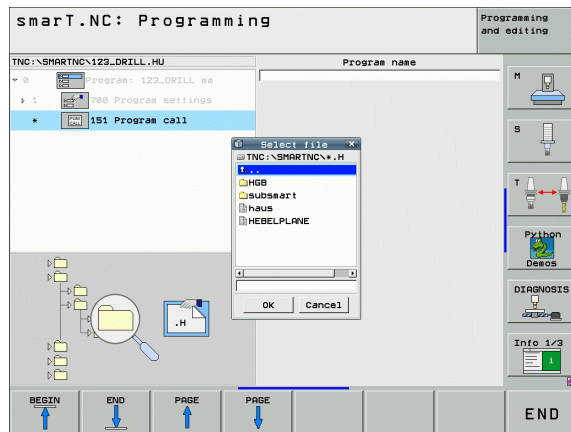 smarT.NC: Programming
Programming
and editing
TNC:\SMARTNC\123_DRILL.HU
Program name
0 Program: 123_DRILL mm
1 700 Program settings
* PGM CALL 151 Program call
Select file
TNC:\SMARTNC\*.H
..
HGB
subsmart
haus
HEBELPLANE
OK
Cancel
.H
M
S
T
Python
Demos
DIAGNOSIS
Info 1/3
i
BEGIN
END
PAGE
PAGE
END